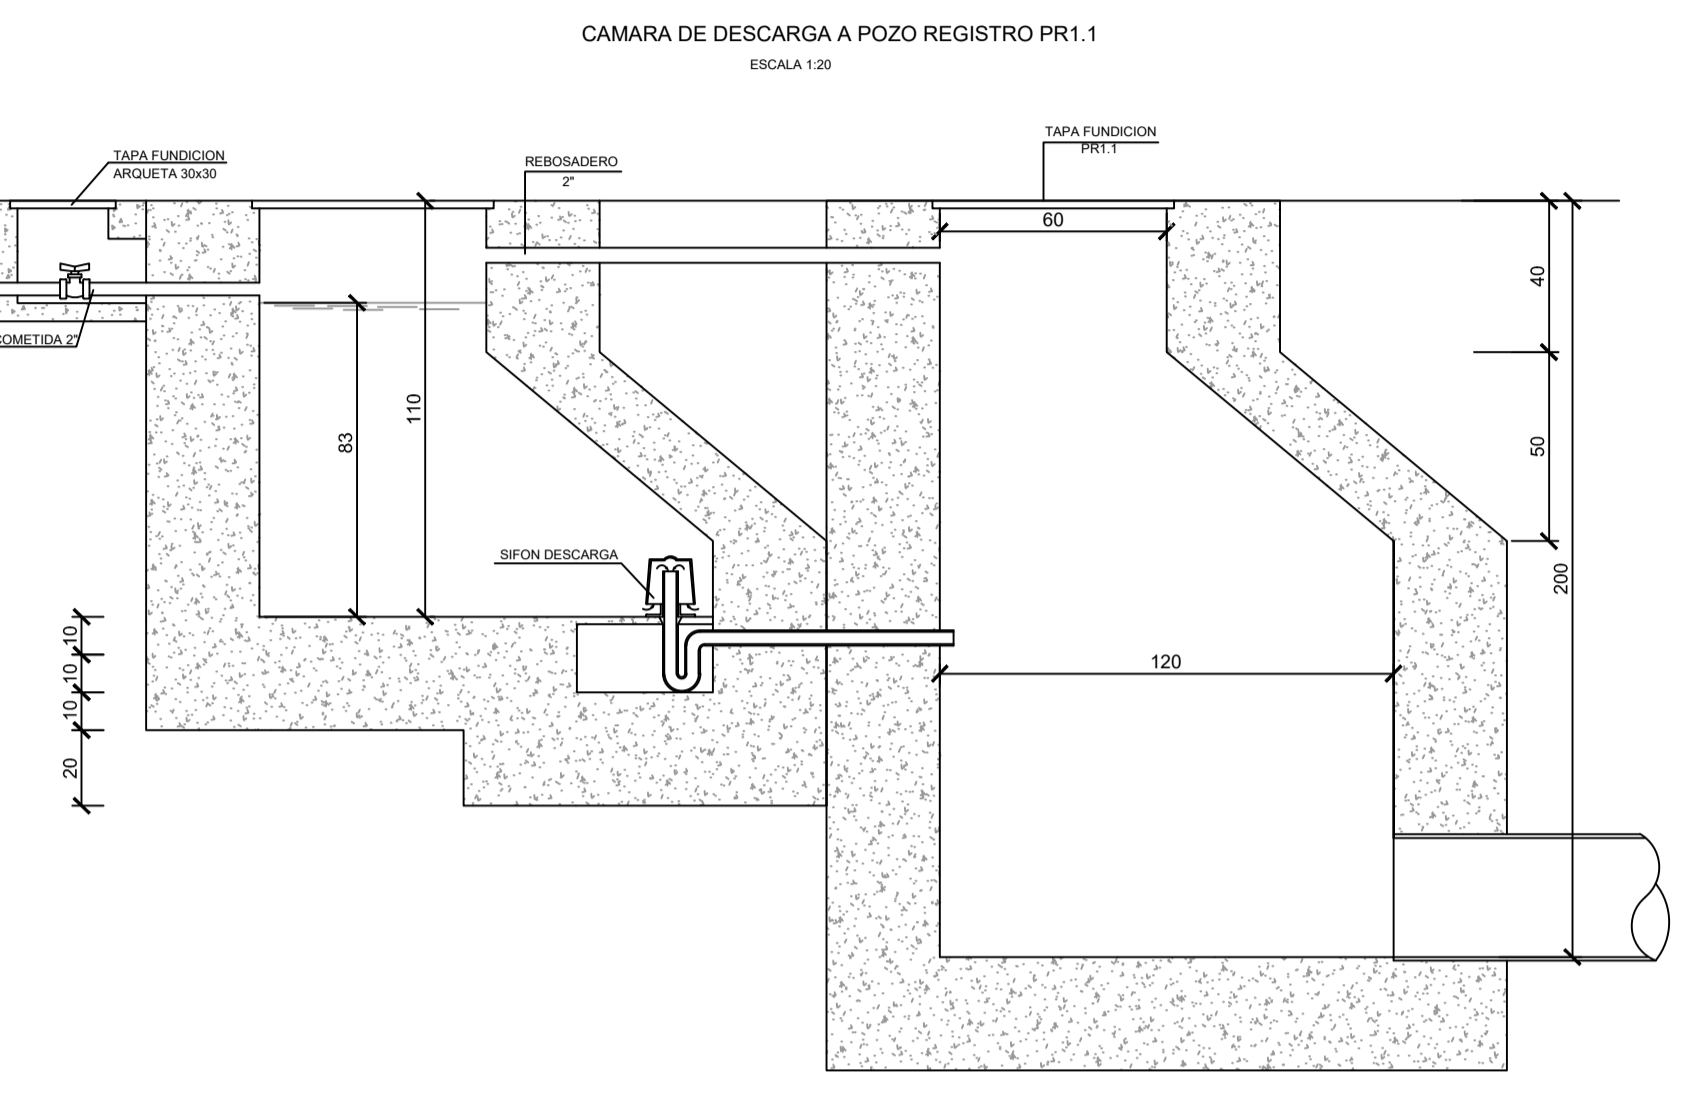 CAMARA DE DESCARGA A POZO REGISTRO PR1.1
ESCALA 1:20
TAPA FUNDICION
PR1.1
TAPA FUNDICION
ARQUETA 30x30
REBOSADERO
2"
60
40
COMETIDA 2"
110
83
50
SIFON DESCARGA
200
10
10
10
20
120